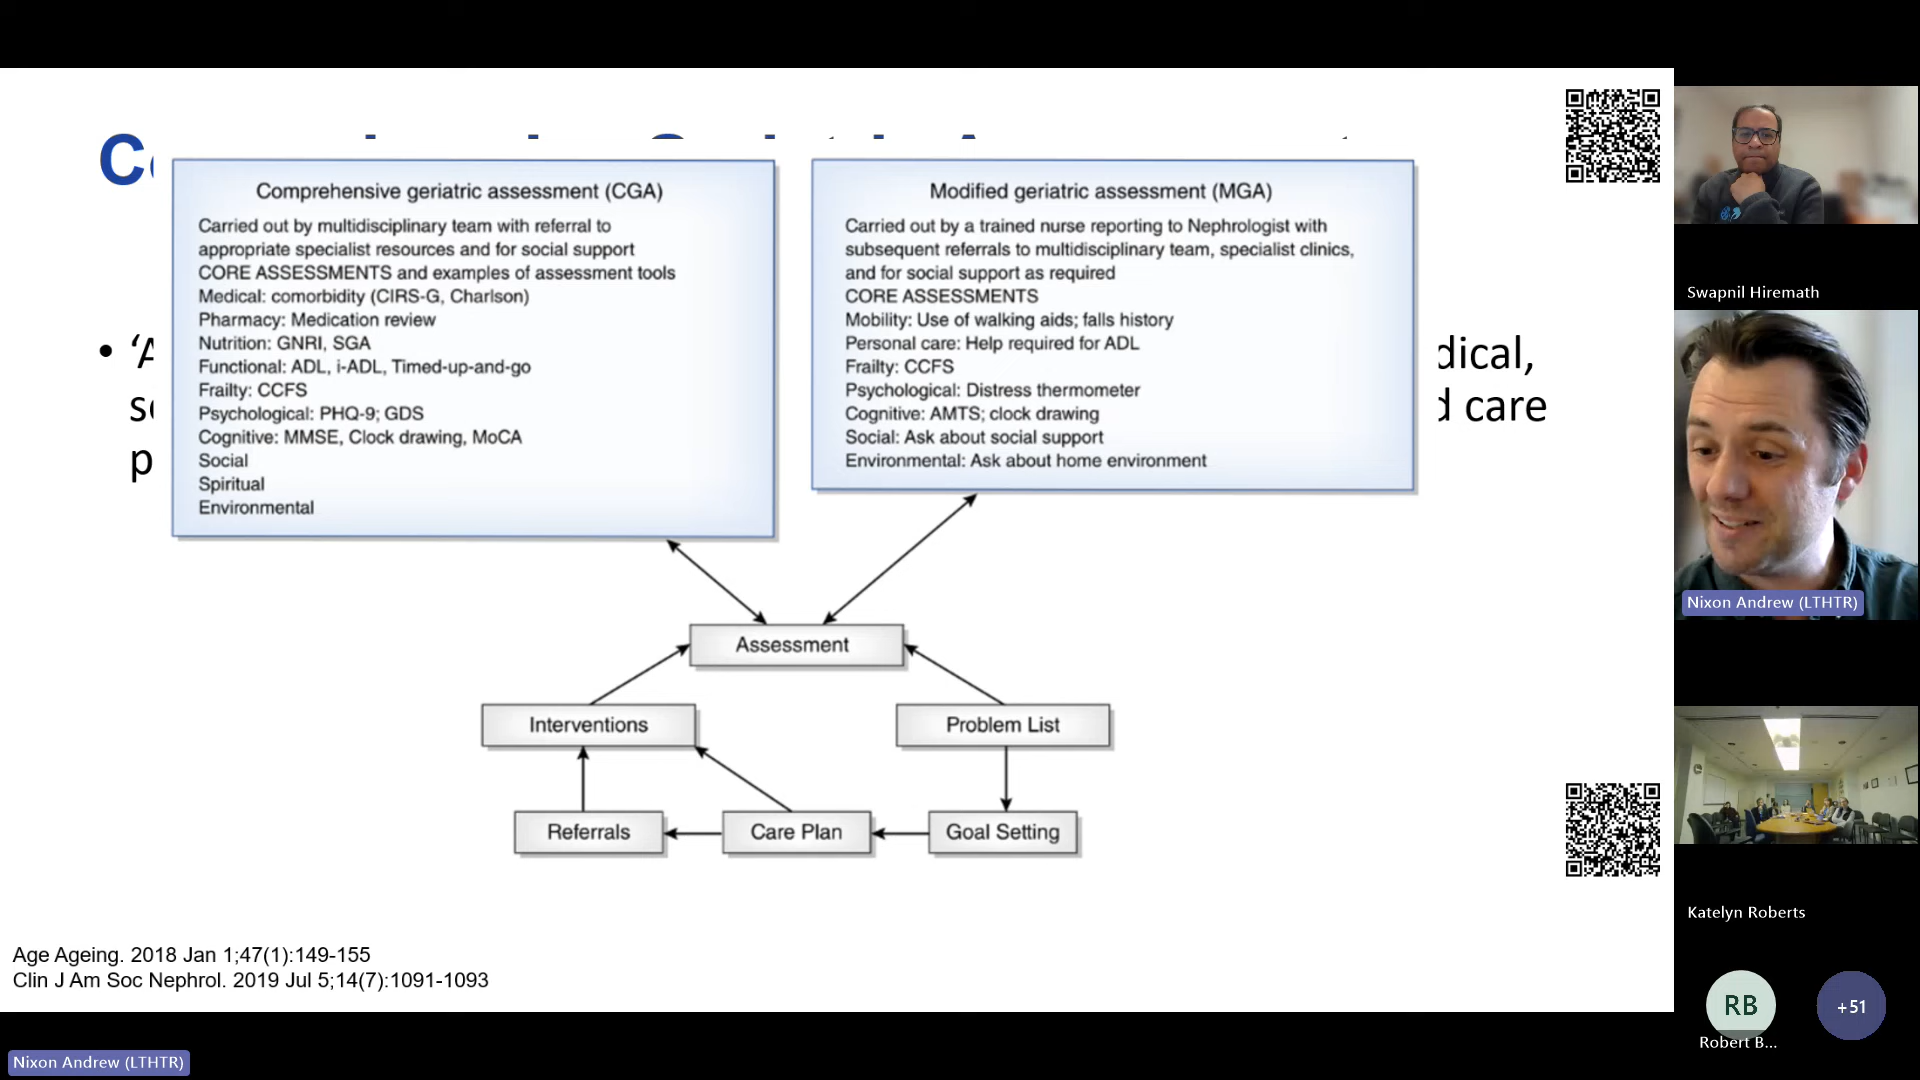 Comprehensive geriatric assessment (CGA)
Carried out by multidisciplinary team with referral to
appropriate specialist resources and for social support
CORE ASSESSMENTS and examples of assessment tools
Medical: comorbidity (CIRS-G, Charlson)
Pharmacy: Medication review
Nutrition: GNRI, SGA
Functional: ADL, i-ADL, Timed-up-and-go
Frailty: CCFS
Psychological: PHQ-9; GDS
Cognitive: MMSE, Clock drawing, MoCA
Social
Spiritual
Environmental
Modified geriatric assessment (MGA)
Carried out by a trained nurse reporting to Nephrologist with
subsequent referrals to multidisciplinary team, specialist clinics,
and for social support as required
CORE ASSESSMENTS
Mobility: Use of walking aids; falls history
Personal care: Help required for ADL
Frailty: CCFS
Psychological: Distress thermometer
Cognitive: AMTS; clock drawing
Social: Ask about social support
Environmental: Ask about home environment
dical,
care
Assessment
Interventions
Problem List
Referrals
Care Plan
Goal Setting
Age Ageing. 2018 Jan 1;47(1):149-155
Clin J Am Soc Nephrol. 2019 Jul 5;14(7):1091-1093
Swapnil Hiremath
Nixon Andrew (LTHTR)
Katelyn Roberts
RB
+51
Robert B...
Nixon Andrew (LTHTR)